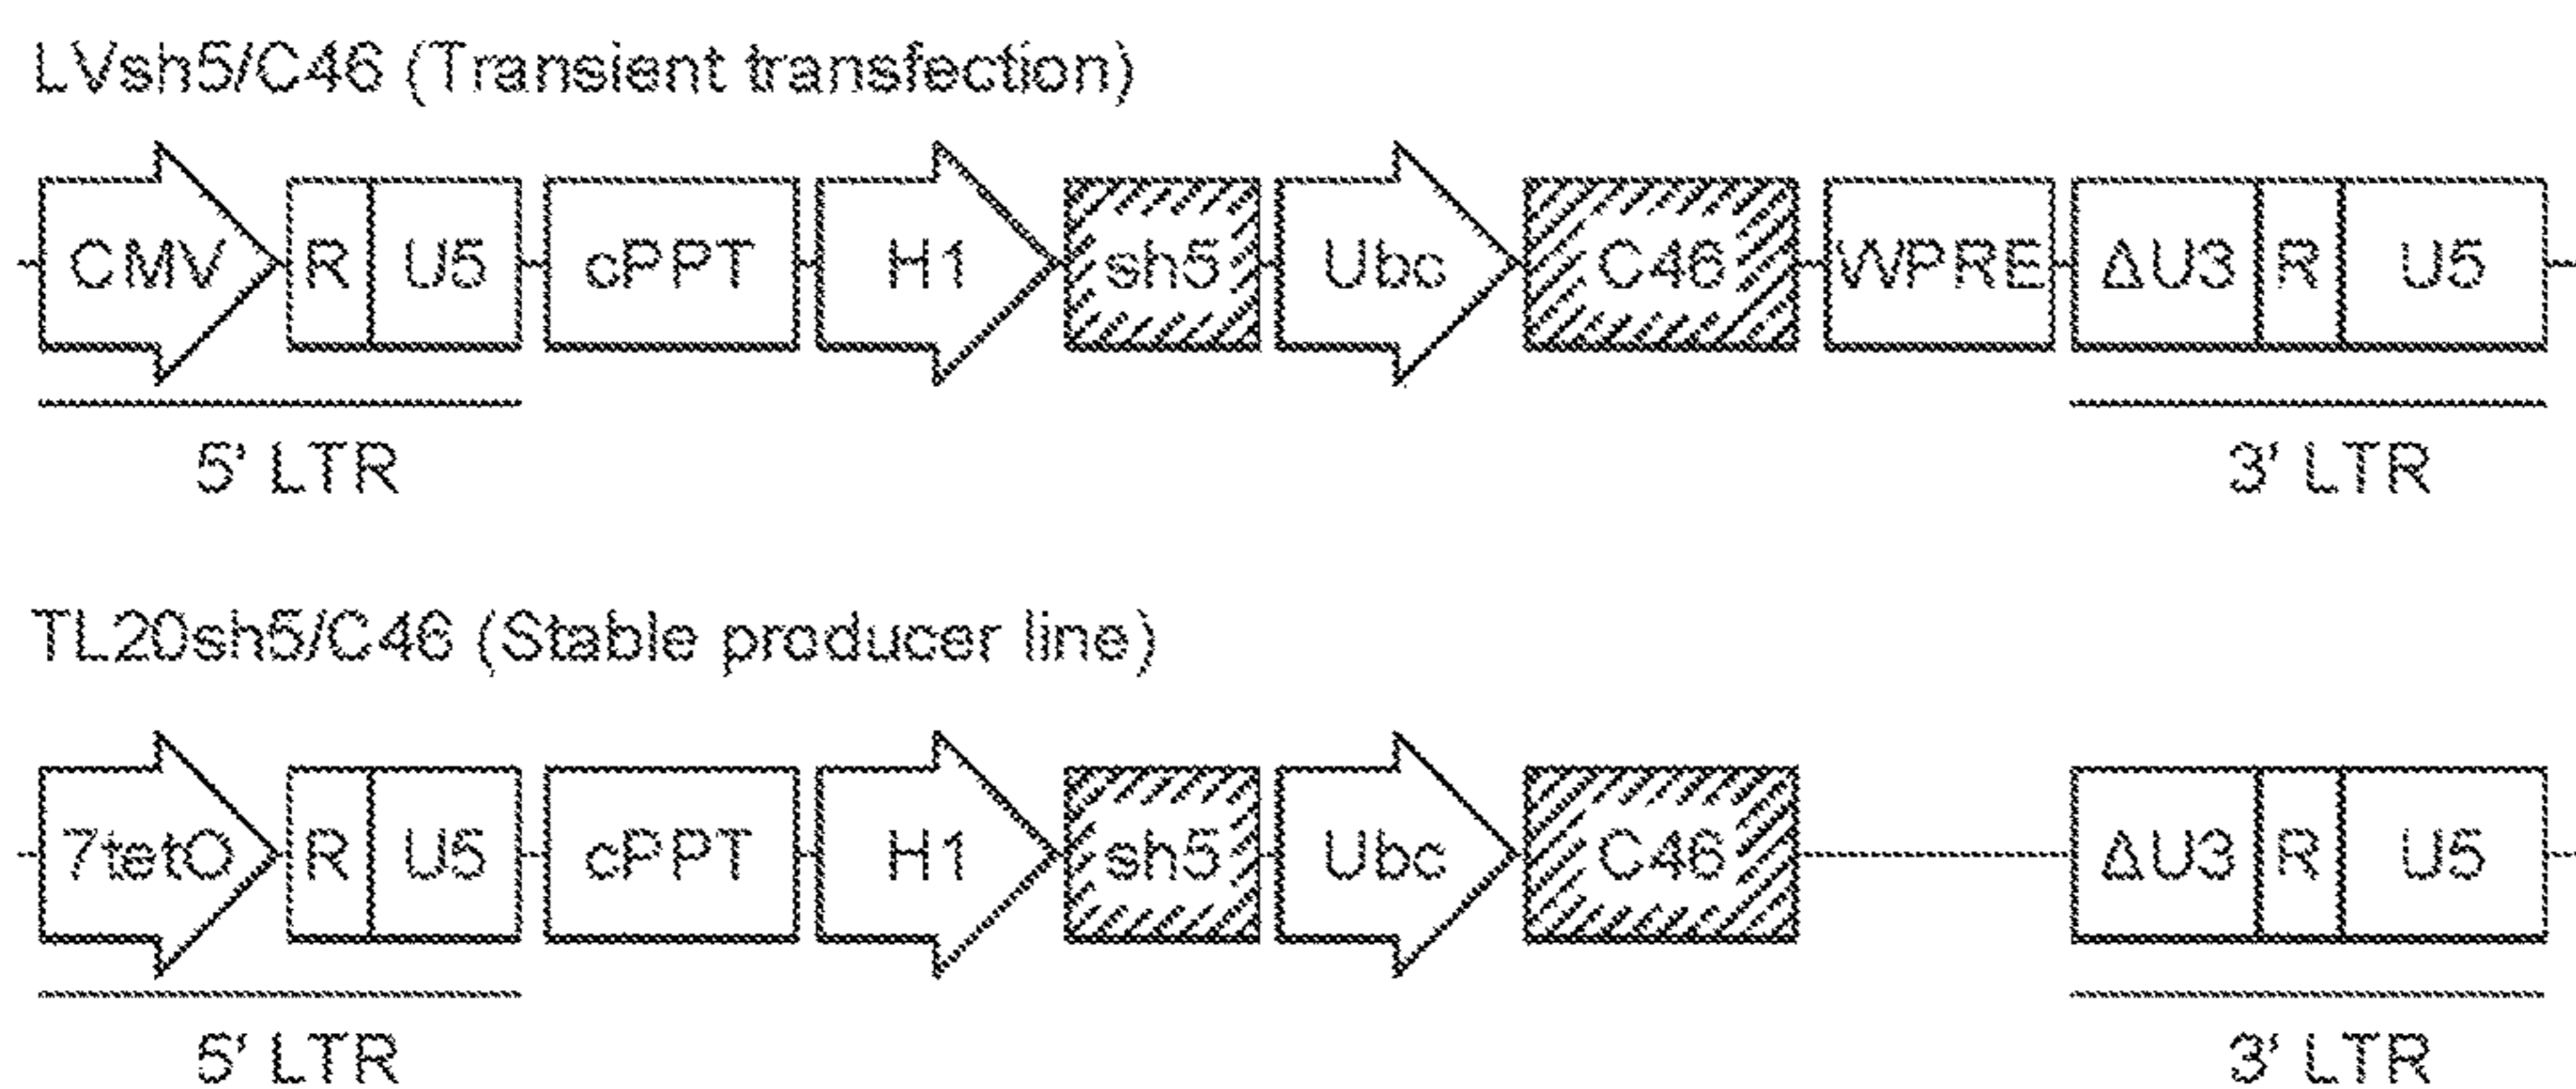 LVsh5/C46 (Transient transfection)
CMV R U5 cPPT H1 sh5 Ubc C46 WPRE ΔU3 R U5
5' LTR 3' LTR
TL20sh5/C46 (Stable producer line)
7tetO R U5 cPPT H1 sh5 Ubc C46 ΔU3 R U5
5' LTR 3' LTR